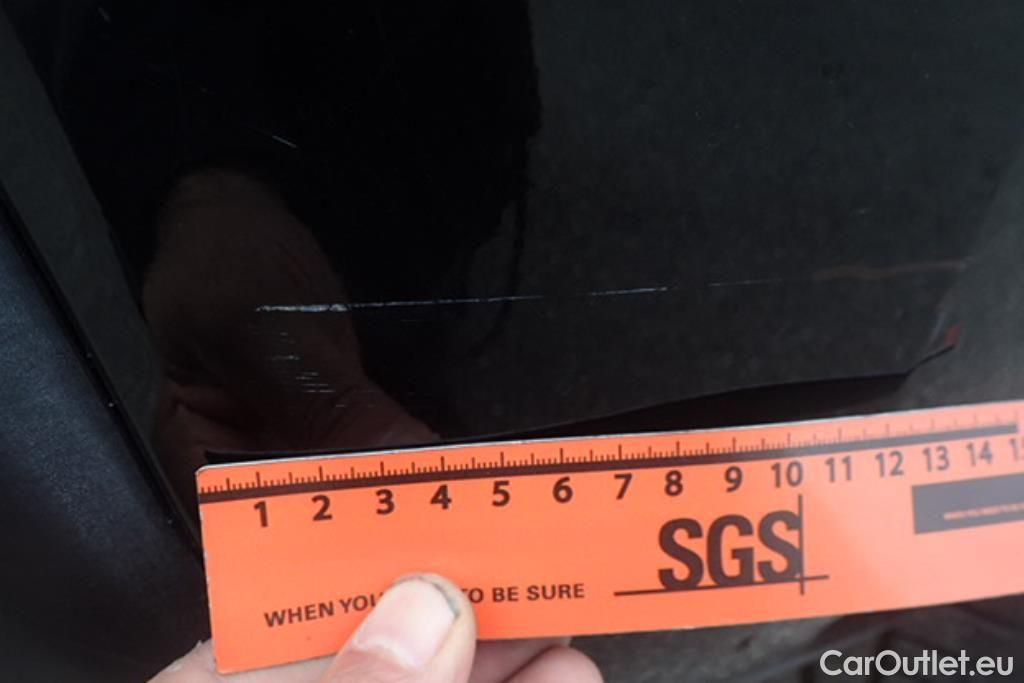 1 2 3 4 5 6 7 8 9 10 11 12 13 14 15
SGS
WHEN YOU TO BE SURE
CarOutlet.eu